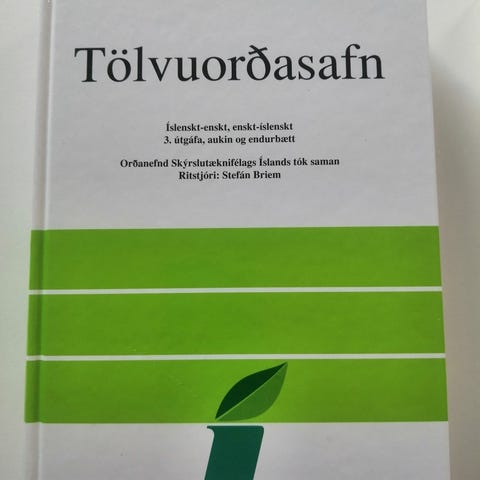 Tölvuorðasafn
Íslenskt-enskt, enskt-íslenskt
3. útgáfa, aukin og endurbætt
Orðanefnd Skýrslutæknifélags Íslands tók saman
Ritstjóri: Stefán Briem